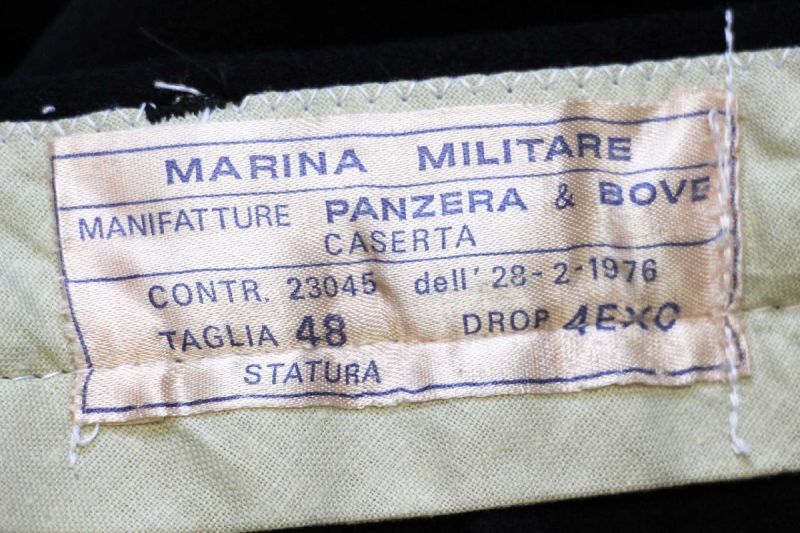 MARINA MILITARE
MANIFATTURE PANZERA & BOVE
CASERTA
CONTR. 23045 dell' 28-2-1976
TAGLIA 48 DROP 4EXC
STATURA